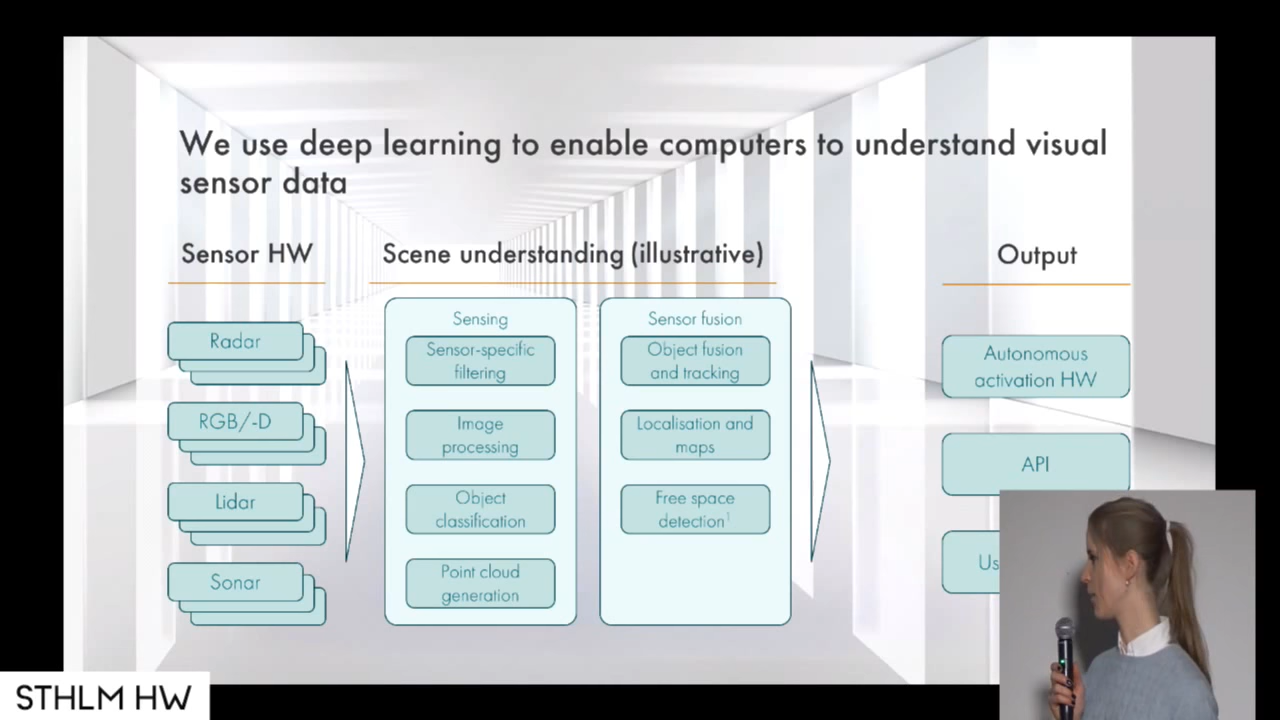 We use deep learning to enable computers to understand visual
sensor data
Sensor HW
Scene understanding (illustrative)
Output
Radar
RGB/-D
Lidar
Sonar
Sensing
Sensor-specific
filtering
Image
processing
Object
classification
Point cloud
generation
Sensor fusion
Object fusion
and tracking
Localisation and
maps
Free space
detection¹
Autonomous
activation HW
API
STHLM HW